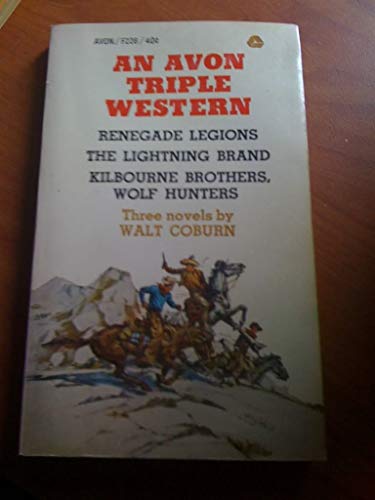 AVON / F226 / 40¢
AN AVON
TRIPLE
WESTERN
RENEGADE LEGIONS
THE LIGHTNING BRAND
KILBOURNE BROTHERS,
WOLF HUNTERS
Three novels by
WALT COBURN